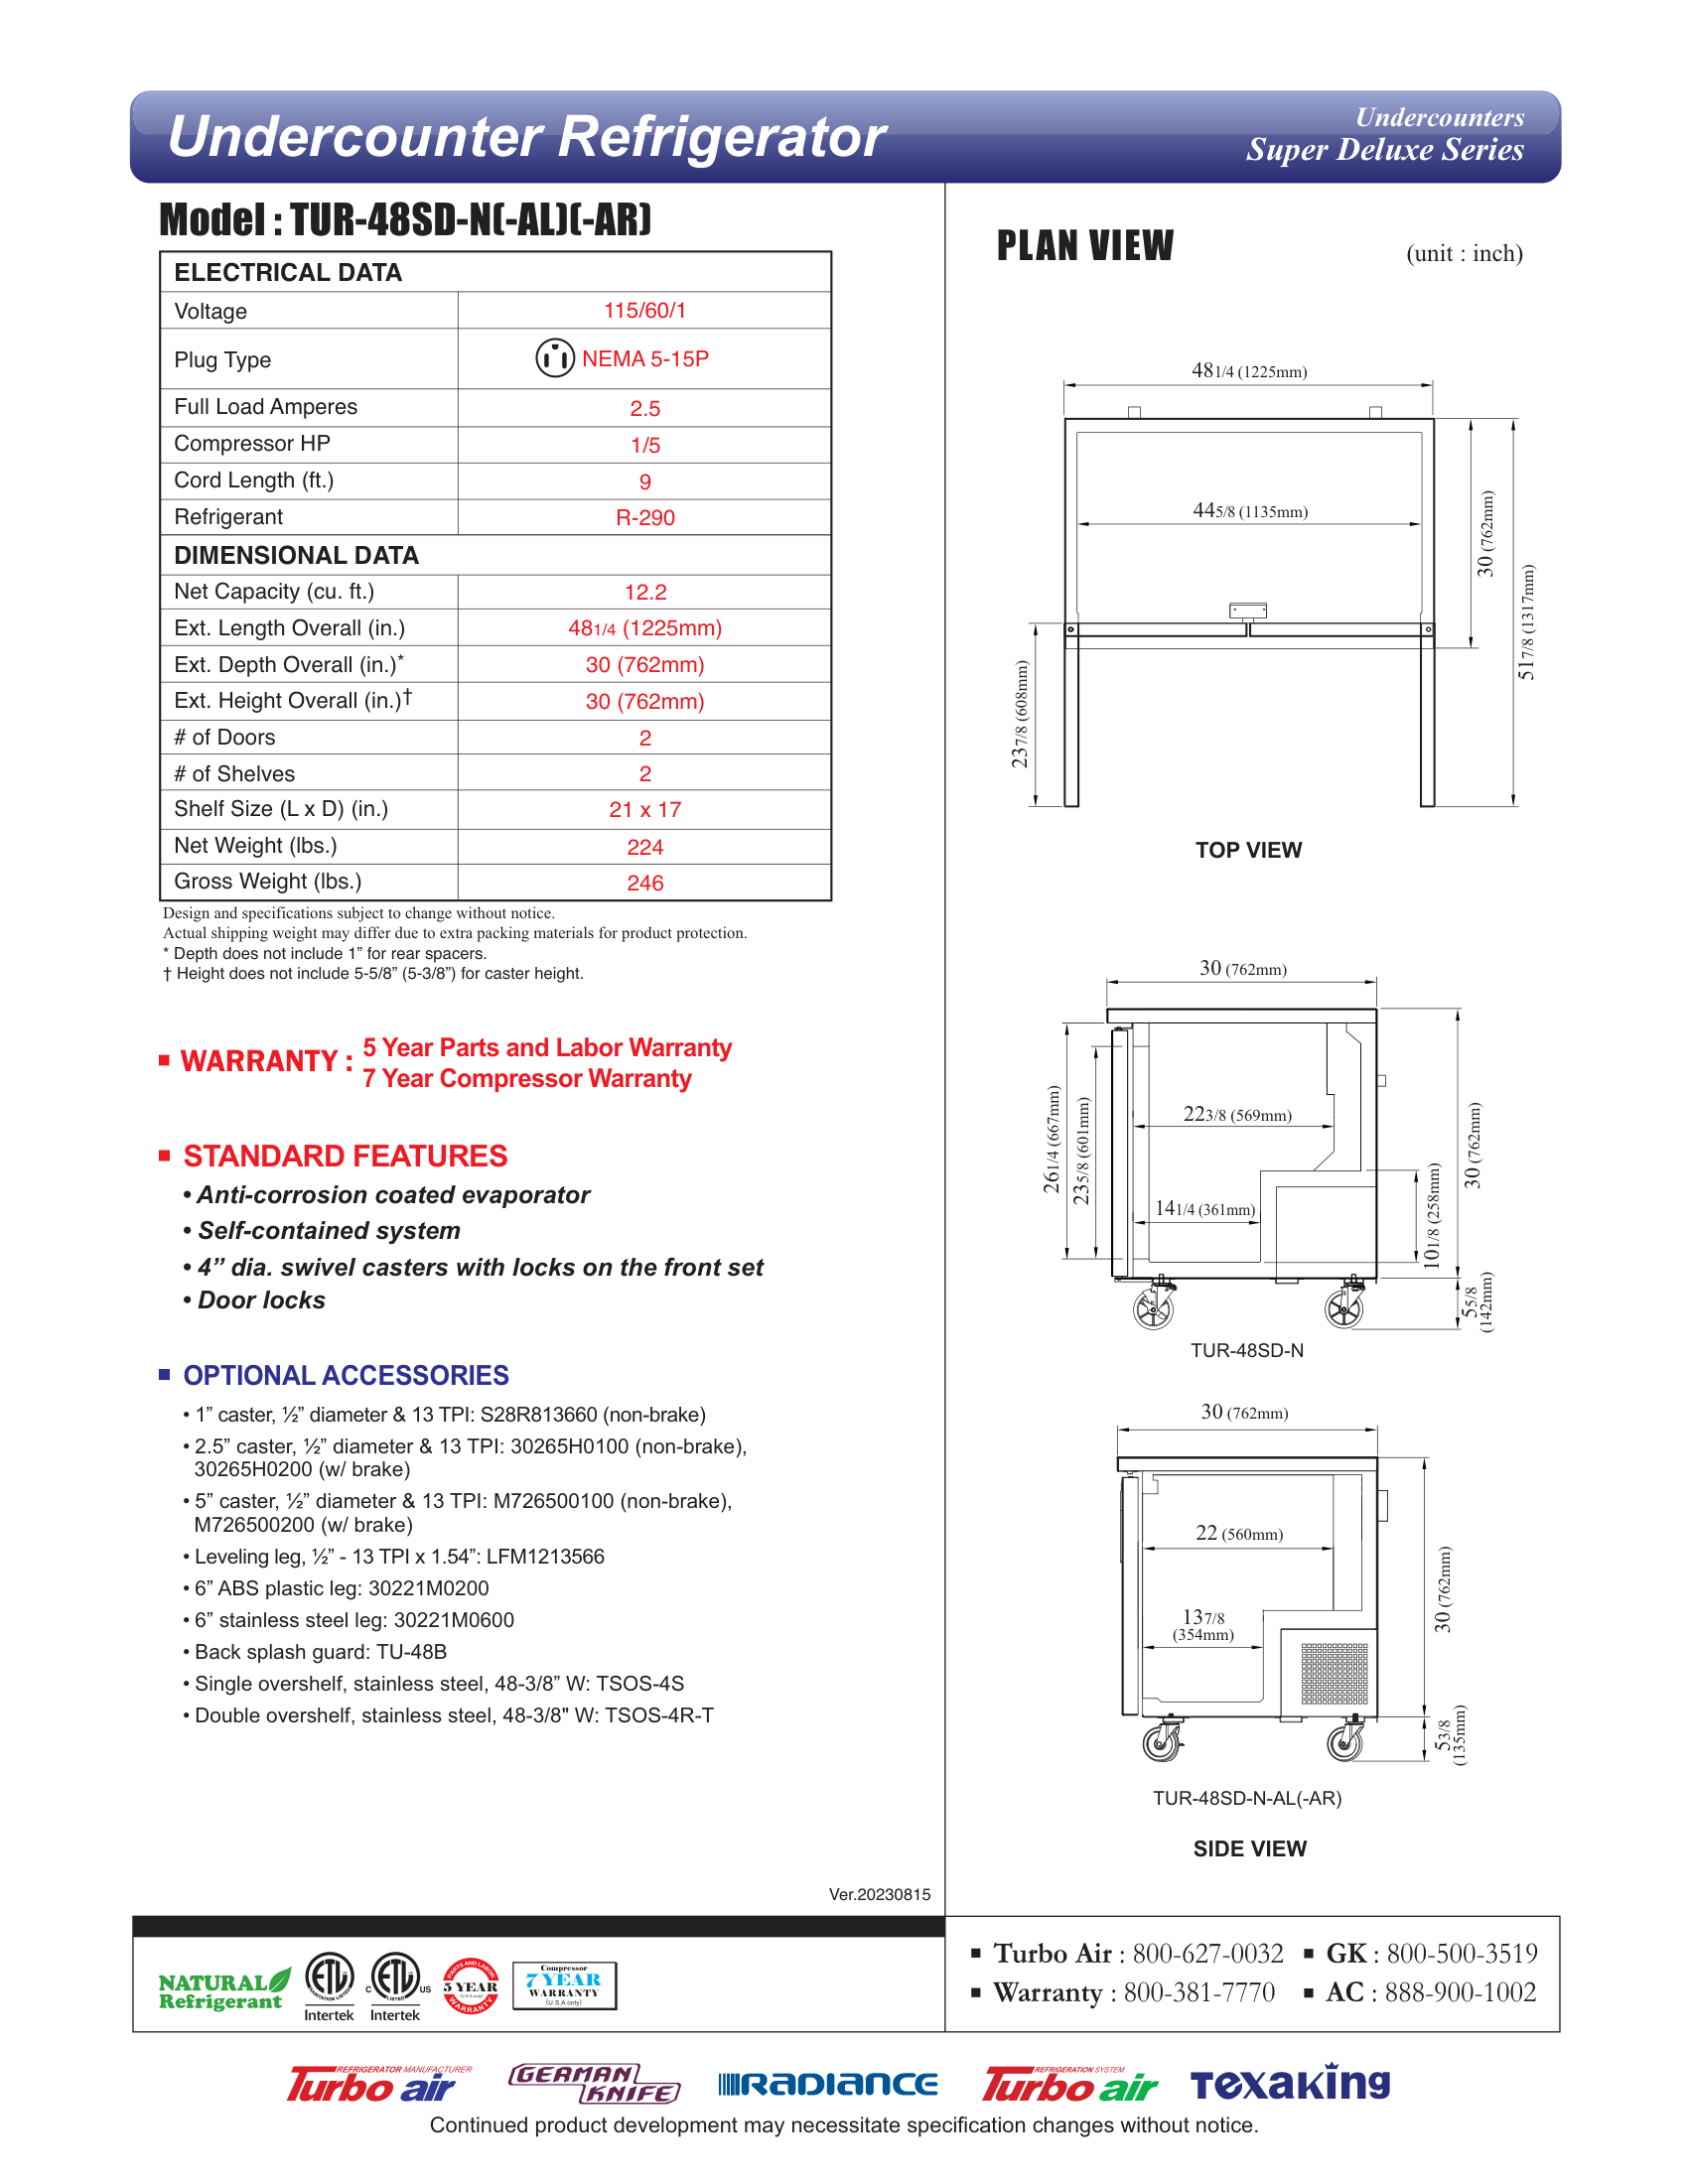 Undercounter Refrigerator
Undercounters
Super Deluxe Series
Model : TUR-48SD-N(-AL)(-AR)
ELECTRICAL DATA
Voltage 115/60/1
Plug Type NEMA 5-15P
Full Load Amperes 2.5
Compressor HP 1/5
Cord Length (ft.) 9
Refrigerant R-290
DIMENSIONAL DATA
Net Capacity (cu. ft.) 12.2
Ext. Length Overall (in.) 48 1/4 (1225mm)
Ext. Depth Overall (in.)* 30 (762mm)
Ext. Height Overall (in.)† 30 (762mm)
# of Doors 2
# of Shelves 2
Shelf Size (L x D) (in.) 21 x 17
Net Weight (lbs.) 224
Gross Weight (lbs.) 246
Design and specifications subject to change without notice.
Actual shipping weight may differ due to extra packing materials for product protection.
* Depth does not include 1” for rear spacers.
† Height does not include 5-5/8” (5-3/8”) for caster height.
WARRANTY : 5 Year Parts and Labor Warranty
7 Year Compressor Warranty
STANDARD FEATURES
• Anti-corrosion coated evaporator
• Self-contained system
• 4” dia. swivel casters with locks on the front set
• Door locks
OPTIONAL ACCESSORIES
• 1” caster, ½” diameter & 13 TPI: S28R813660 (non-brake)
• 2.5” caster, ½” diameter & 13 TPI: 30265H0100 (non-brake),
30265H0200 (w/ brake)
• 5” caster, ½” diameter & 13 TPI: M726500100 (non-brake),
M726500200 (w/ brake)
• Leveling leg, ½” - 13 TPI x 1.54”: LFM1213566
• 6” ABS plastic leg: 30221M0200
• 6” stainless steel leg: 30221M0600
• Back splash guard: TU-48B
• Single overshelf, stainless steel, 48-3/8” W: TSOS-4S
• Double overshelf, stainless steel, 48-3/8" W: TSOS-4R-T
Ver.20230815
PLAN VIEW
(unit : inch)
48 1/4 (1225mm)
44 5/8 (1135mm)
30 (762mm)
51 7/8 (1317mm)
23 7/8 (608mm)
TOP VIEW
30 (762mm)
26 1/4 (667mm)
23 5/8 (601mm)
22 3/8 (569mm)
14 1/4 (361mm)
10 1/8 (258mm)
30 (762mm)
5 5/8
(142mm)
TUR-48SD-N
30 (762mm)
22 (560mm)
13 7/8
(354mm)
30 (762mm)
5 3/8
(135mm)
TUR-48SD-N-AL(-AR)
SIDE VIEW
NATURAL
Refrigerant
ETL
SANITATION LISTED
Intertek
C ETL US
LISTED
Intertek
PARTS AND LABOR
5 YEAR
(U.S.A only)
WARRANTY
Compressor
7 YEAR
WARRANTY
(U.S.A only)
Turbo Air : 800-627-0032
GK : 800-500-3519
Warranty : 800-381-7770
AC : 888-900-1002
REFRIGERATOR MANUFACTURER
Turbo air
GERMAN
KNIFE
RADIANCE
REFRIGERATION SYSTEM
Turbo air
TEXAKING
Continued product development may necessitate specification changes without notice.